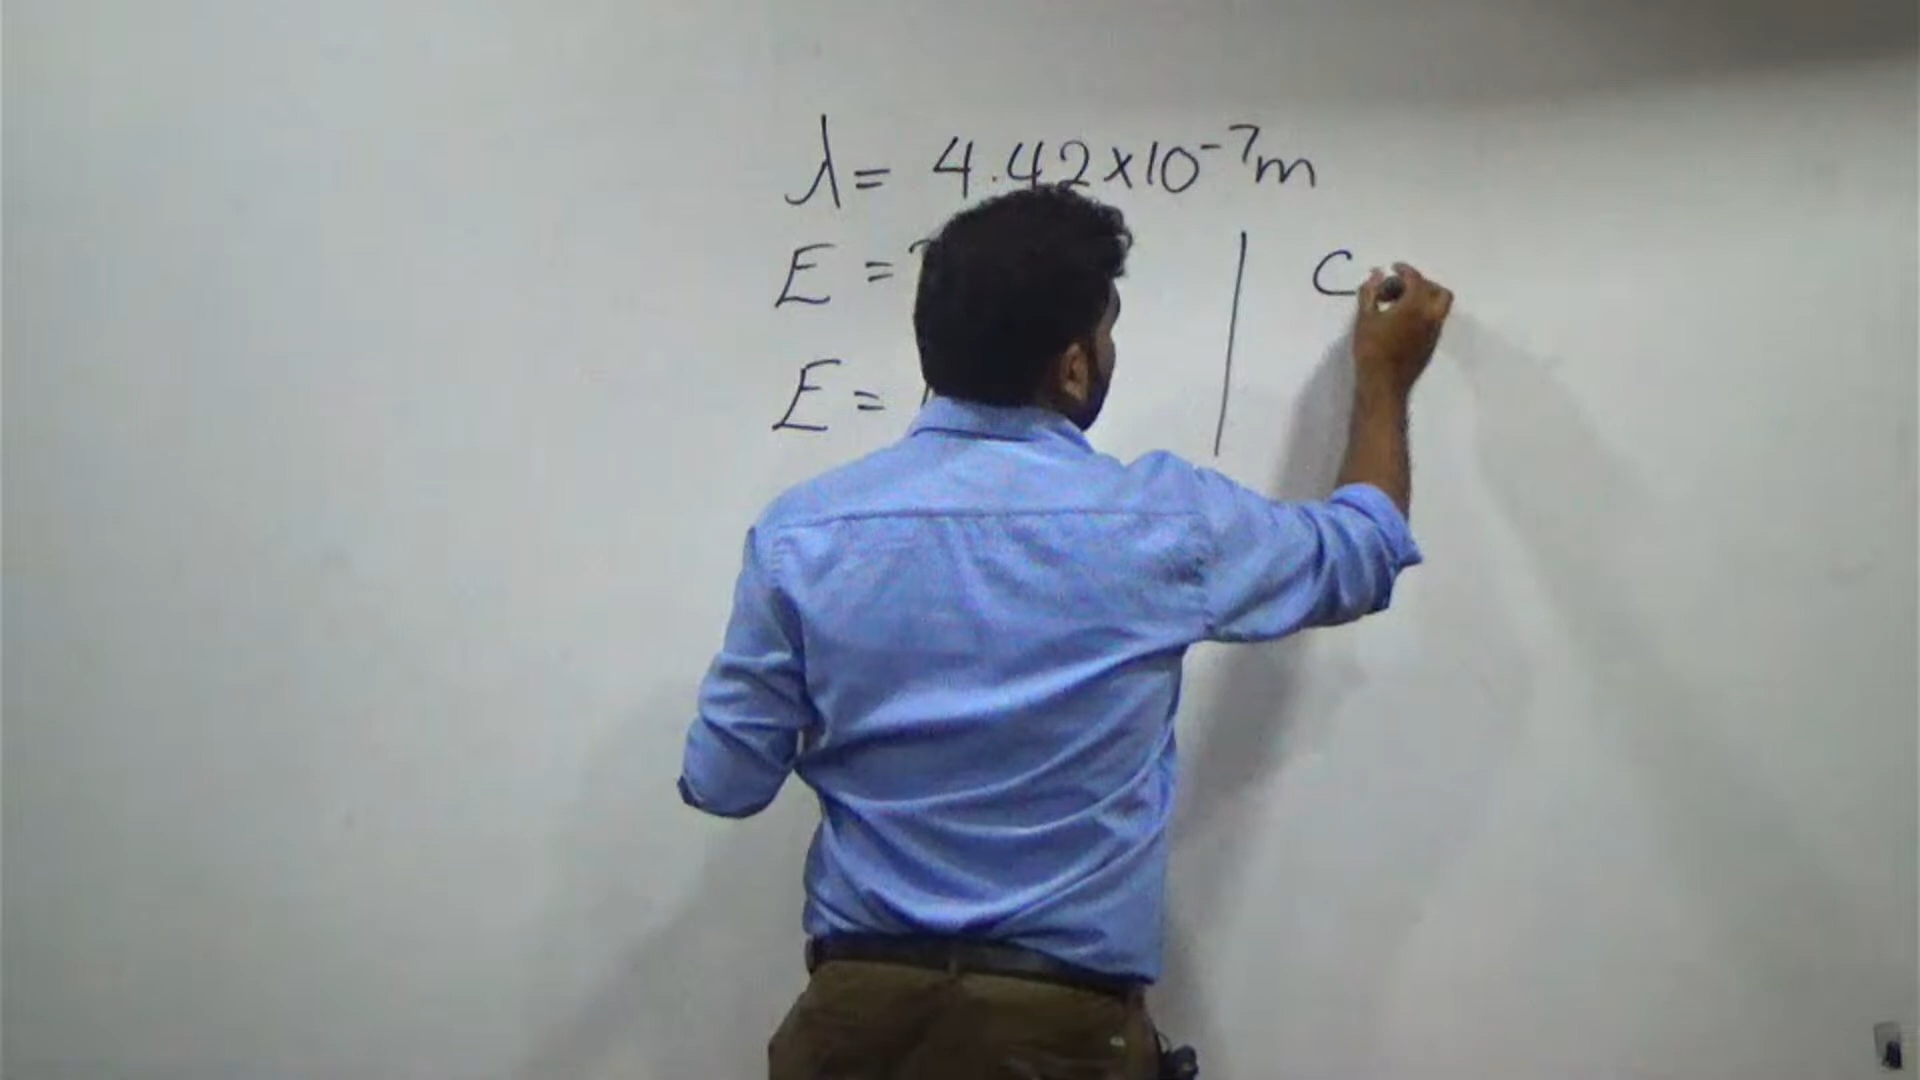 λ = 4.42×10⁻⁷m
E =
E =
C